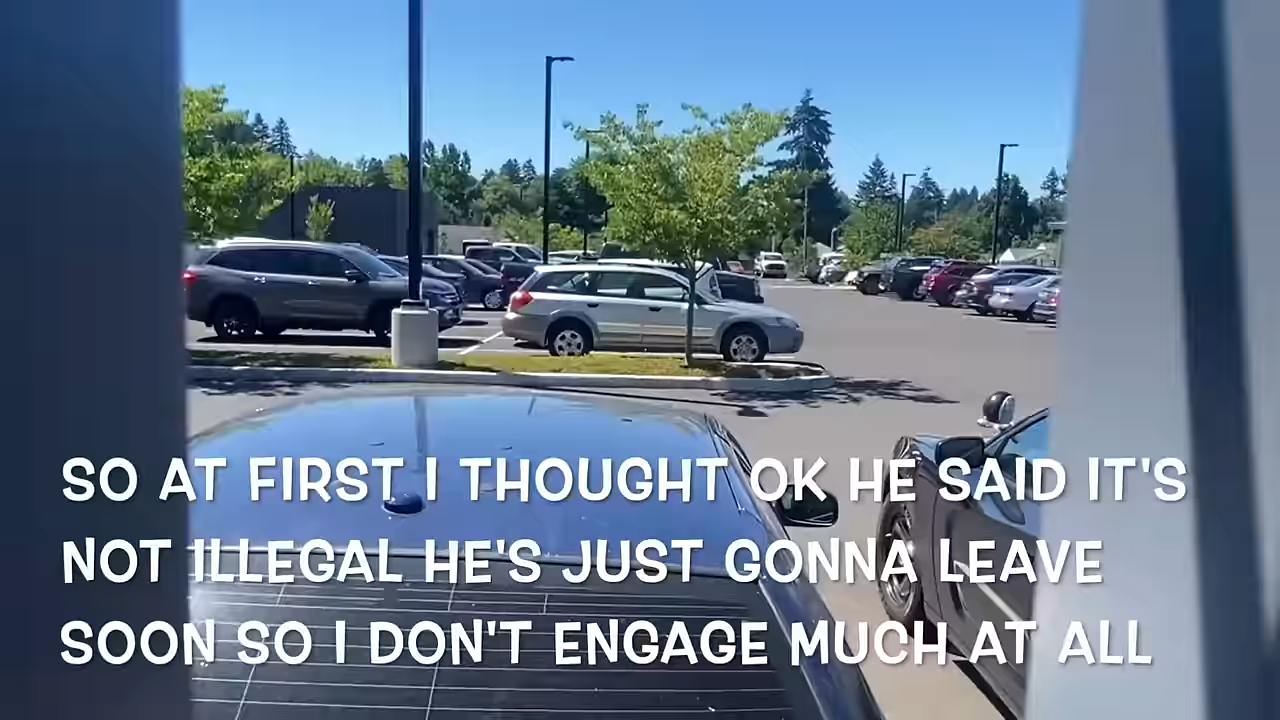 SO AT FIRST I THOUGHT OK HE SAID IT'S
NOT ILLEGAL HE'S JUST GONNA LEAVE
SOON SO I DON'T ENGAGE MUCH AT ALL